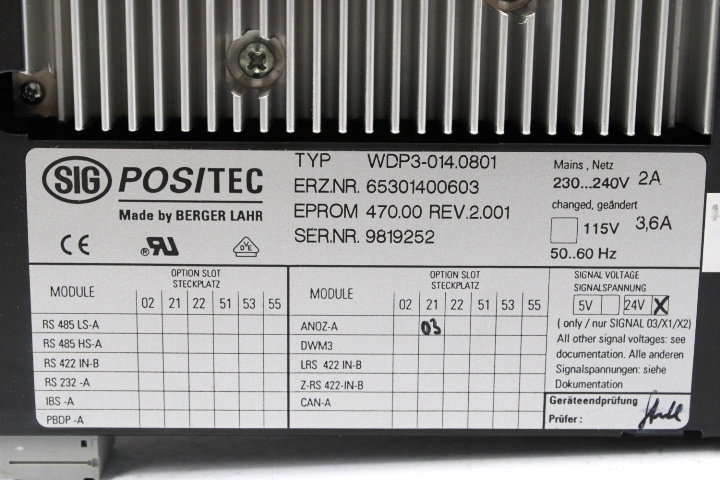 SIG POSITEC
Made by BERGER LAHR
CE ® RU VDE
TYP WDP3-014.0801
ERZ.NR. 65301400603
EPROM 470.00 REV.2.001
SER.NR. 9819252
Mains , Netz
230...240V 2A
changed, geändert
115V 3,6A
50..60 Hz
MODULE OPTION SLOT
STECKPLATZ
02 21 22 51 53 55
RS 485 LS-A
RS 485 HS-A
RS 422 IN-B
RS 232 -A
IBS -A
PBDP -A
MODULE OPTION SLOT
STECKPLATZ
02 21 22 51 53 55
ANOZ-A 03
DWM3
LRS 422 IN-B
Z-RS 422-IN-B
CAN-A
SIGNAL VOLTAGE
SIGNALSPANNUNG
5V 24V X
( only / nur SIGNAL 03/X1/X2)
All other signal voltages: see
documentation. Alle anderen
Signalspannungen: siehe
Dokumentation
Geräteendprüfung
Prüfer :